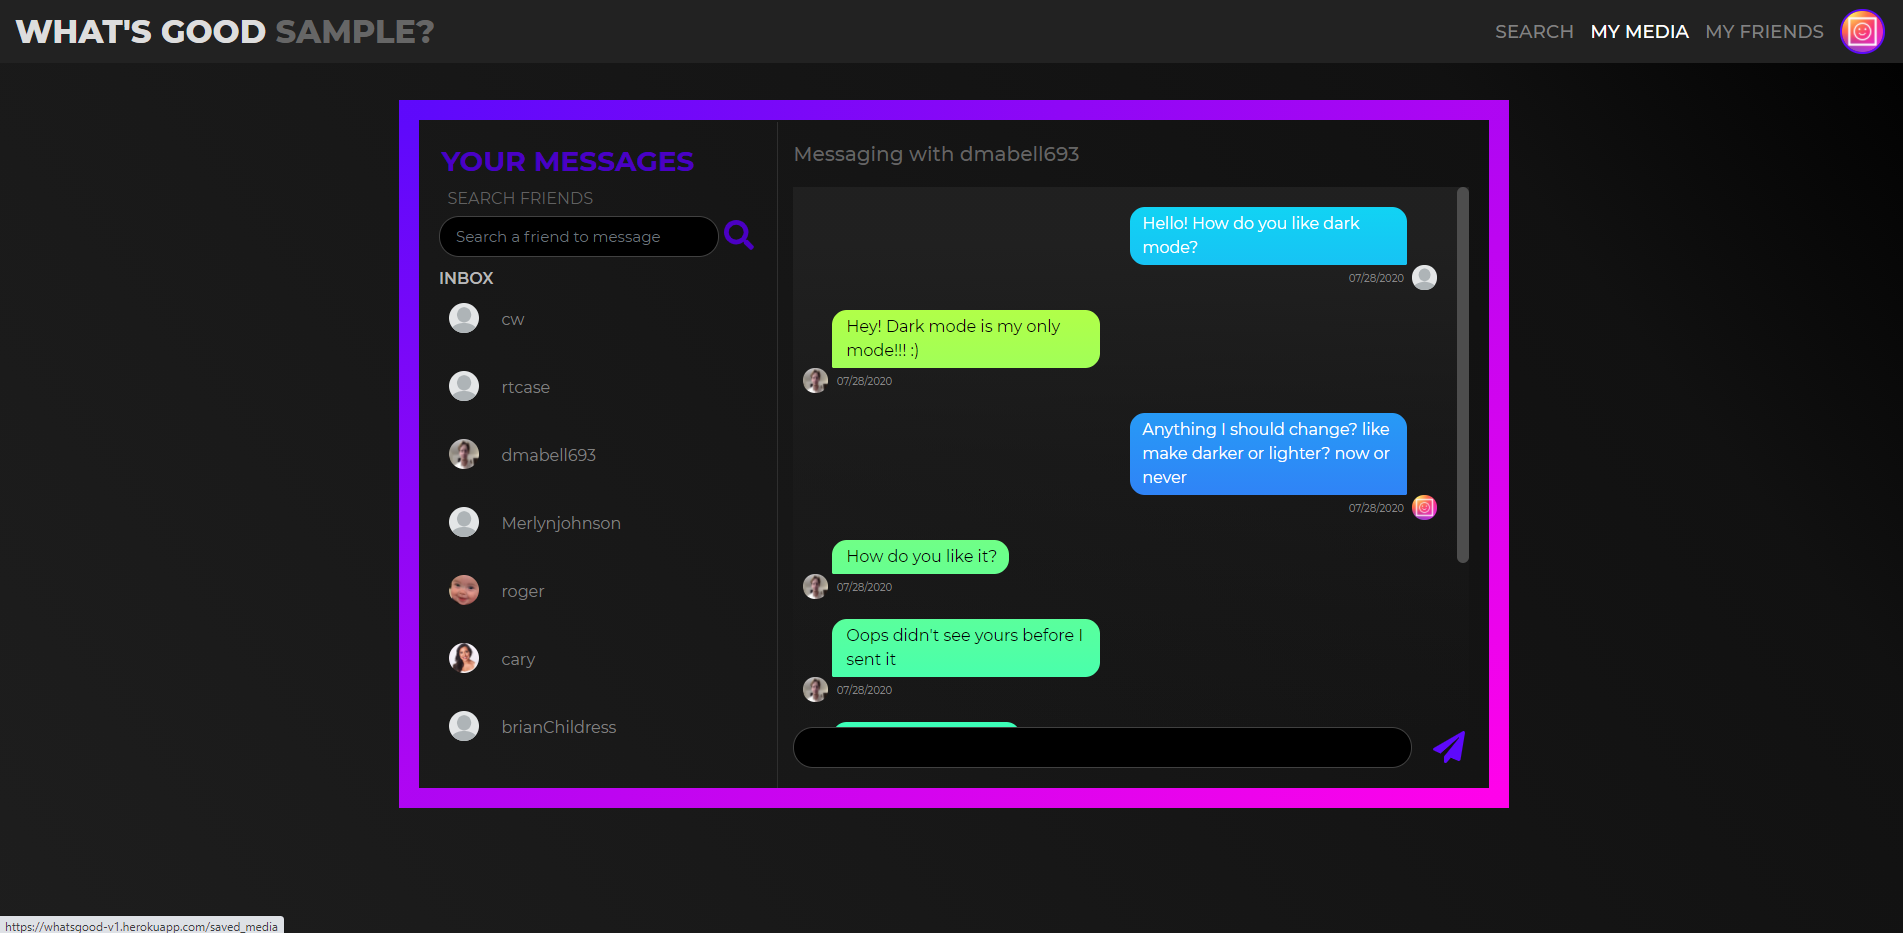 WHAT'S GOOD SAMPLE?
SEARCH MY MEDIA MY FRIENDS
YOUR MESSAGES
SEARCH FRIENDS
Search a friend to message
INBOX
cw
rtcase
dmabell693
Merlynjohnson
roger
cary
brianChildress
Messaging with dmabell693
Hello! How do you like dark
mode?
07/28/2020
Hey! Dark mode is my only
mode!!! :)
07/28/2020
Anything I should change? like
make darker or lighter? now or
never
07/28/2020
How do you like it?
07/28/2020
Oops didn't see yours before I
sent it
07/28/2020
https://whatsgood-v1.herokuapp.com/saved_media